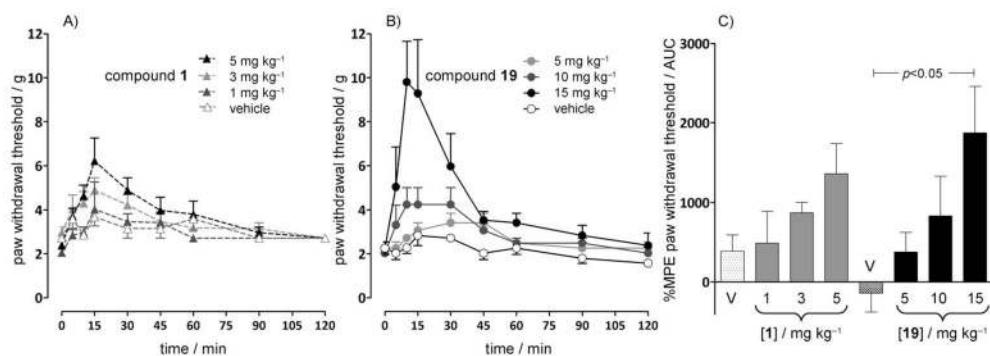 A)
paw withdrawal threshold / g
12
10
8
6
4
2
0
compound 1
5 mg kg⁻¹
3 mg kg⁻¹
1 mg kg⁻¹
vehicle
0 15 30 45 60 75 90 105 120
time / min
B)
paw withdrawal threshold / g
12
10
8
6
4
2
0
compound 19
5 mg kg⁻¹
10 mg kg⁻¹
15 mg kg⁻¹
vehicle
0 15 30 45 60 75 90 105 120
time / min
C)
%MPE paw withdrawal threshold / AUC
3000
2000
1000
0
p<0.05
V
V 1 3 5 5 10 15
[1] / mg kg⁻¹ [19] / mg kg⁻¹